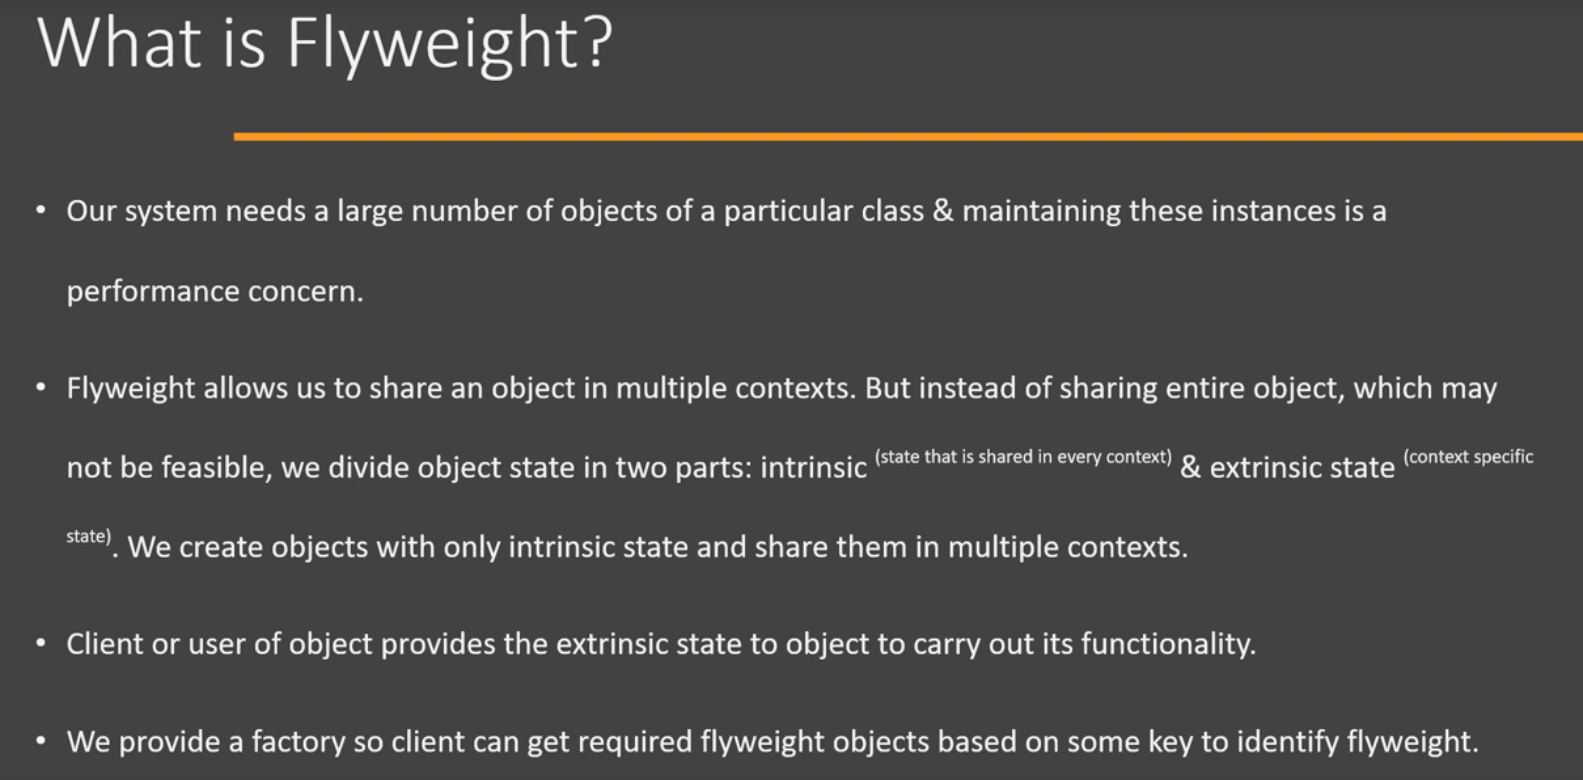 What is Flyweight?
• Our system needs a large number of objects of a particular class & maintaining these instances is a
performance concern.
• Flyweight allows us to share an object in multiple contexts. But instead of sharing entire object, which may
not be feasible, we divide object state in two parts: intrinsic (state that is shared in every context) & extrinsic state (context specific
state). We create objects with only intrinsic state and share them in multiple contexts.
• Client or user of object provides the extrinsic state to object to carry out its functionality.
• We provide a factory so client can get required flyweight objects based on some key to identify flyweight.